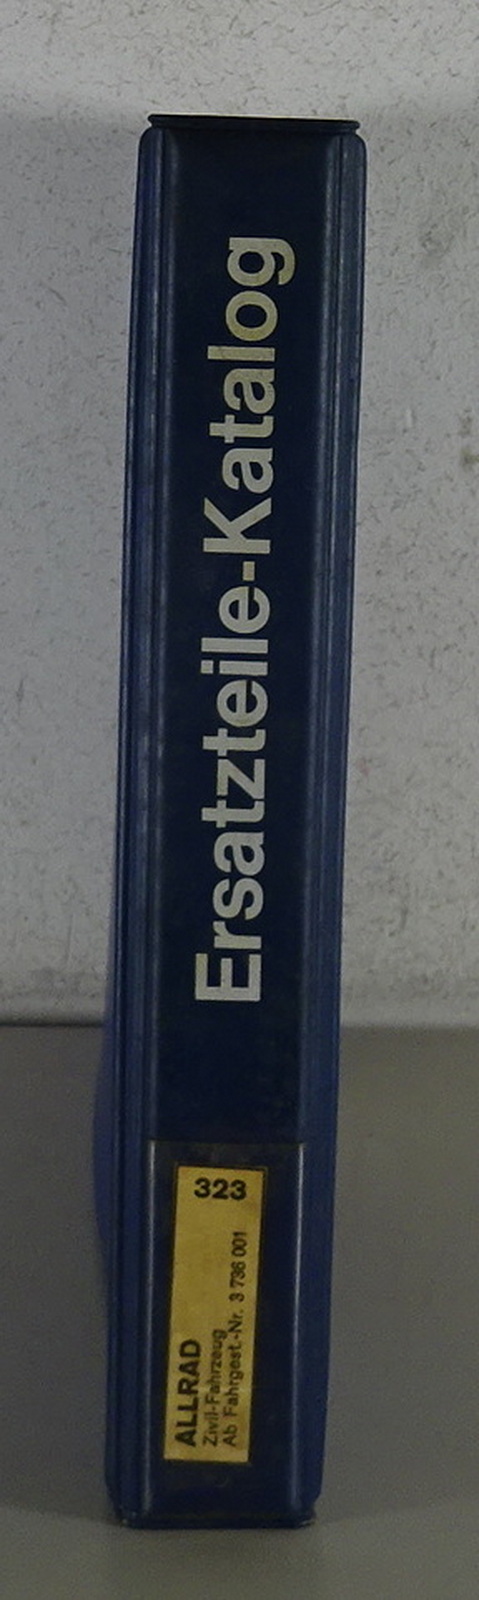 Ersatzteile-Katalog
323
ALLRAD
Zivil-Fahrzeug
Ab Fahrgest.-Nr. 3 736 001